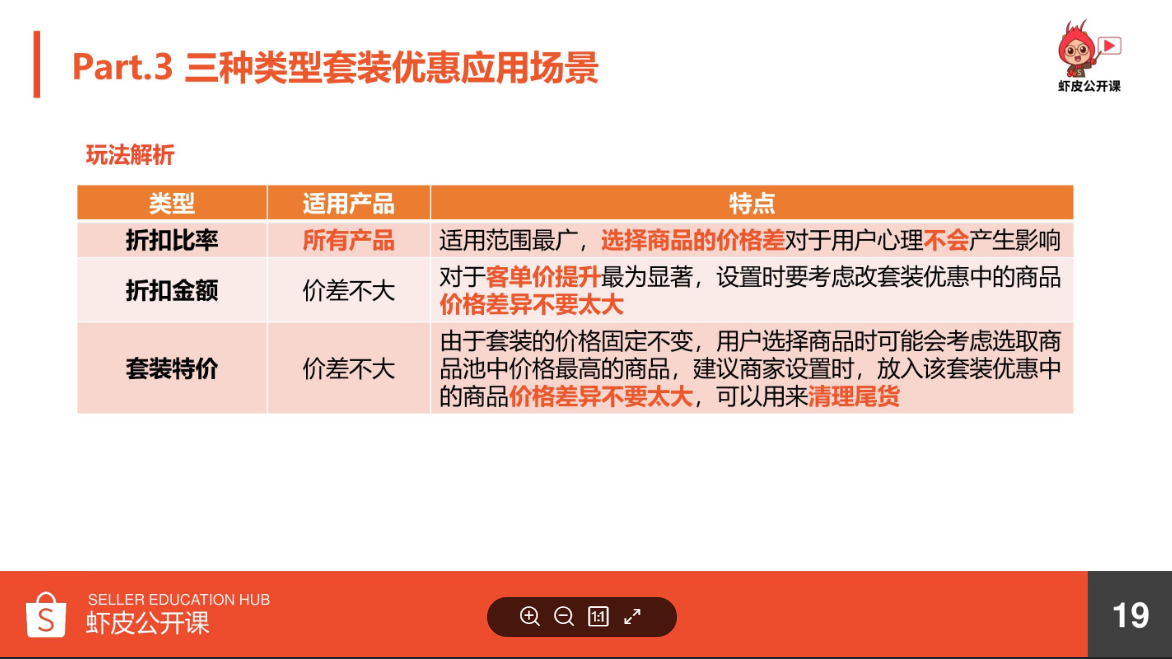 Part.3 三种类型套装优惠应用场景
虾皮公开课
玩法解析
类型 适用产品 特点
折扣比率 所有产品 适用范围最广，选择商品的价格差对于用户心理不会产生影响
折扣金额 价差不大 对于客单价提升最为显著，设置时要考虑改套装优惠中的商品
价格差异不要太大
套装特价 价差不大 由于套装的价格固定不变，用户选择商品时可能会考虑选取商
品池中价格最高的商品，建议商家设置时，放入该套装优惠中
的商品价格差异不要太大，可以用来清理尾货
S
SELLER EDUCATION HUB
虾皮公开课
1:1
19